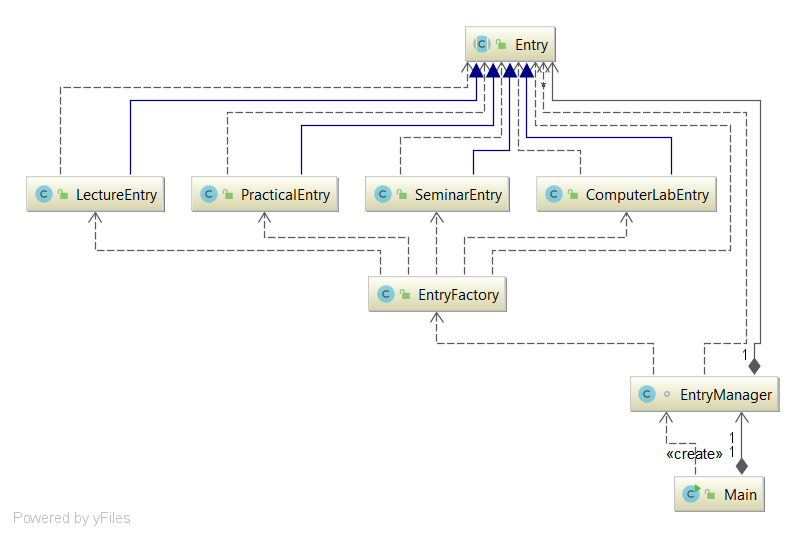 Entry
*
LectureEntry
PracticalEntry
SeminarEntry
ComputerLabEntry
EntryFactory
1
EntryManager
1
«create» 1
Main
Powered by yFiles